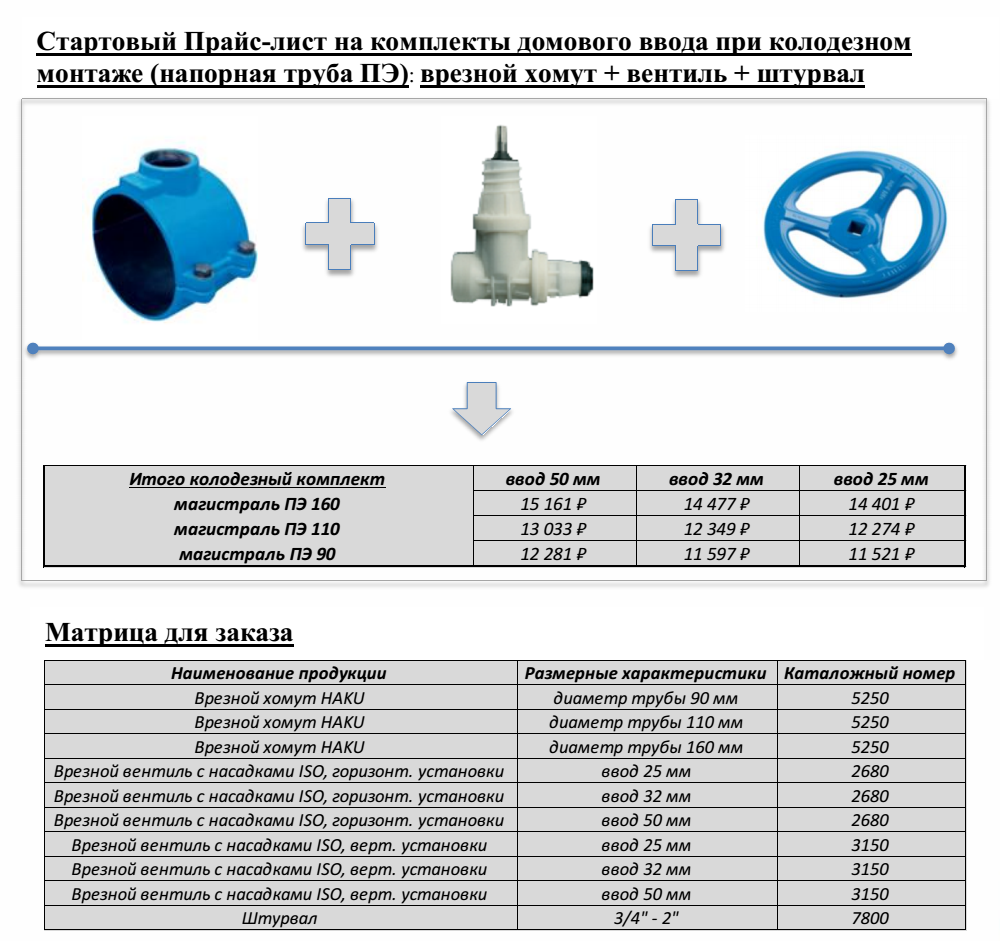 Стартовый Прайс-лист на комплекты домового ввода при колодезном
монтаже (напорная труба ПЭ): врезной хомут + вентиль + штурвал
Итого колодезный комплект ввод 50 мм ввод 32 мм ввод 25 мм
магистраль ПЭ 160 15 161 ₽ 14 477 ₽ 14 401 ₽
магистраль ПЭ 110 13 033 ₽ 12 349 ₽ 12 274 ₽
магистраль ПЭ 90 12 281 ₽ 11 597 ₽ 11 521 ₽
Матрица для заказа
Наименование продукции Размерные характеристики Каталожный номер
Врезной хомут HAKU диаметр трубы 90 мм 5250
Врезной хомут HAKU диаметр трубы 110 мм 5250
Врезной хомут HAKU диаметр трубы 160 мм 5250
Врезной вентиль с насадками ISO, горизонт. установки ввод 25 мм 2680
Врезной вентиль с насадками ISO, горизонт. установки ввод 32 мм 2680
Врезной вентиль с насадками ISO, горизонт. установки ввод 50 мм 2680
Врезной вентиль с насадками ISO, верт. установки ввод 25 мм 3150
Врезной вентиль с насадками ISO, верт. установки ввод 32 мм 3150
Врезной вентиль с насадками ISO, верт. установки ввод 50 мм 3150
Штурвал 3/4" - 2" 7800